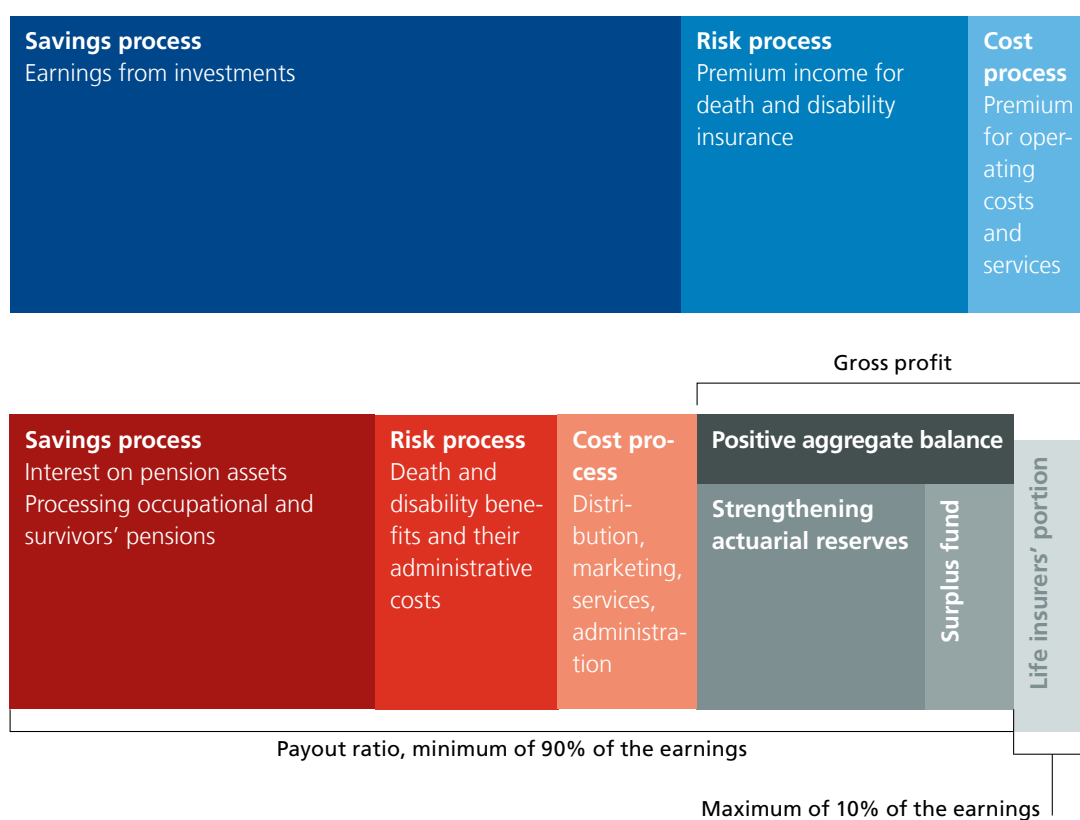 Savings process
Earnings from investments
Risk process
Premium income for
death and disability
insurance
Cost
process
Premium
for oper-
ating
costs
and
services
Gross profit
Savings process
Interest on pension assets
Processing occupational and
survivors’ pensions
Risk process
Death and
disability bene-
fits and their
administrative
costs
Cost pro-
cess
Distri-
bution,
marketing,
services,
administra-
tion
Positive aggregate balance
Strengthening
actuarial reserves
Surplus fund
Life insurers’ portion
Payout ratio, minimum of 90% of the earnings
Maximum of 10% of the earnings